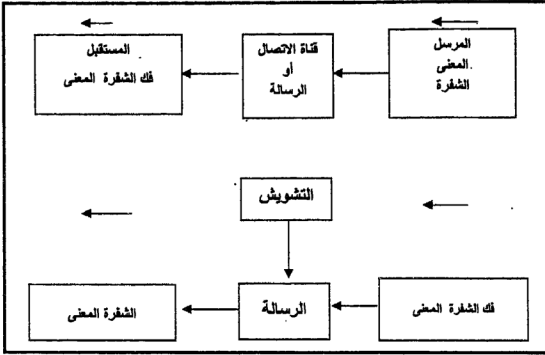 المرسل
المعنى
الشفرة
قناة الاتصال
أو
الرسالة
المستقبل
فك الشفرة المعنى
التشويش
فك الشفرة المعنى
الرسالة
الشفرة المعنى